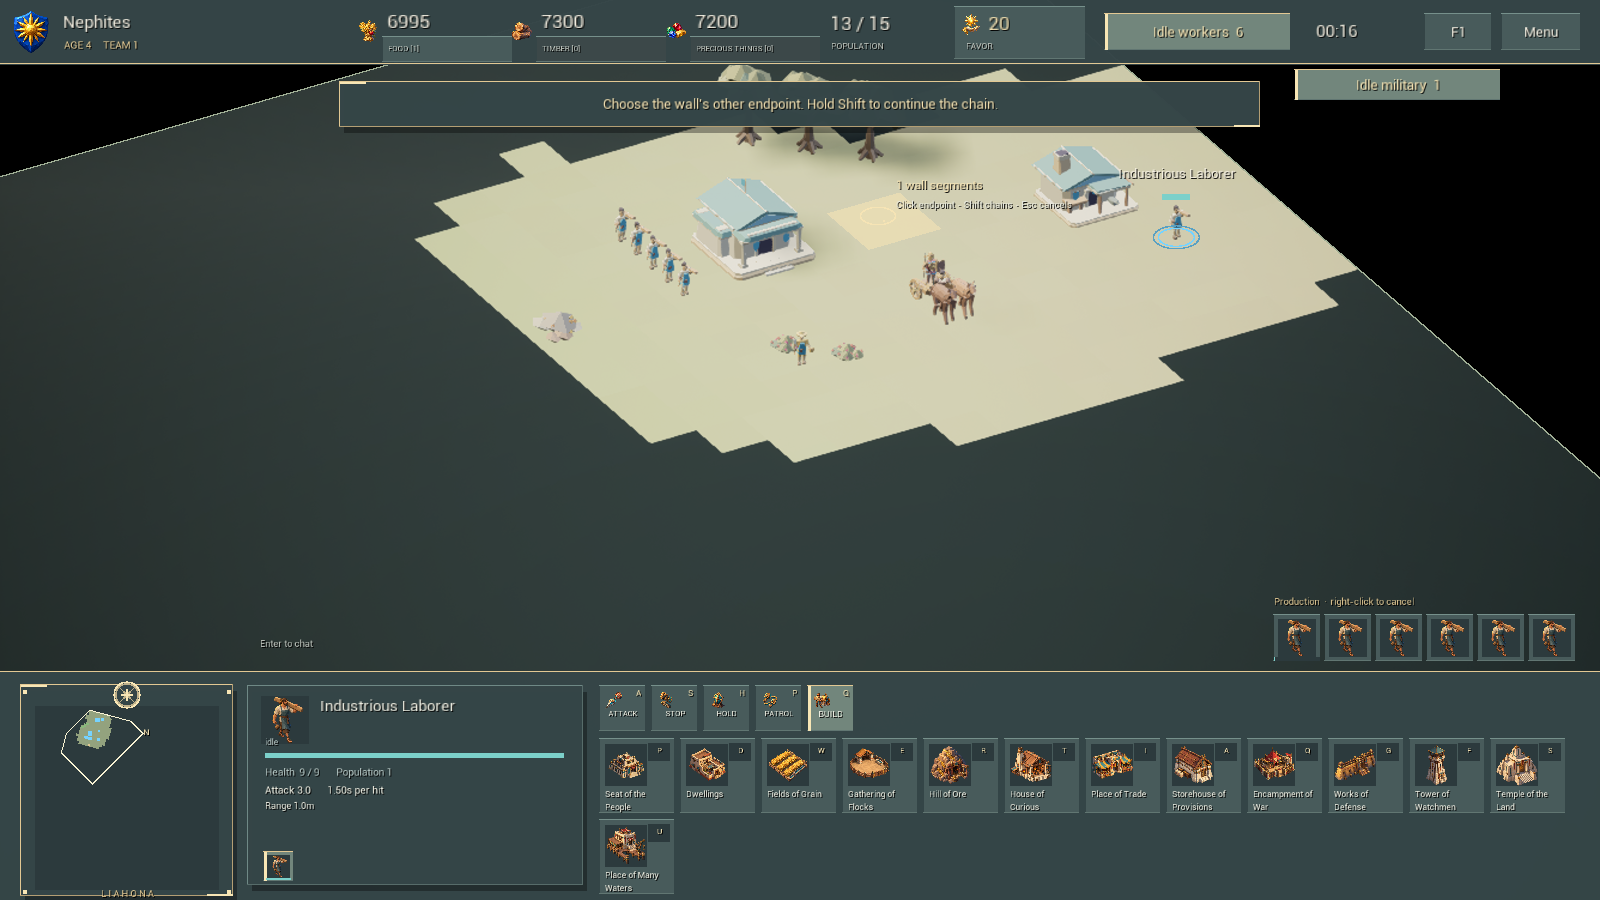 Nephites
AGE 4 TEAM 1
6995
FOOD [1]
7300
TIMBER [0]
7200
PRECIOUS THINGS [0]
13 / 15
POPULATION
20
FAVOR
Idle workers 6
00:16
F1
Menu
Idle military 1
Choose the wall's other endpoint. Hold Shift to continue the chain.
Industrious Laborer
1 wall segments
Click endpoint - Shift chains - Esc cancels
Production · right-click to cancel
Enter to chat
N
LIAHONA
Industrious Laborer
idle
Health 9 / 9 Population 1
Attack 3.0 1.50s per hit
Range 1.0m
A
ATTACK
S
STOP
H
HOLD
P
PATROL
Q
BUILD
P
Seat of the
People
D
Dwellings
W
Fields of Grain
E
Gathering of
Flocks
R
Hill of Ore
T
House of
Curious
I
Place of Trade
A
Storehouse of
Provisions
Q
Encampment of
War
G
Works of
Defense
F
Tower of
Watchmen
S
Temple of the
Land
U
Place of Many
Waters